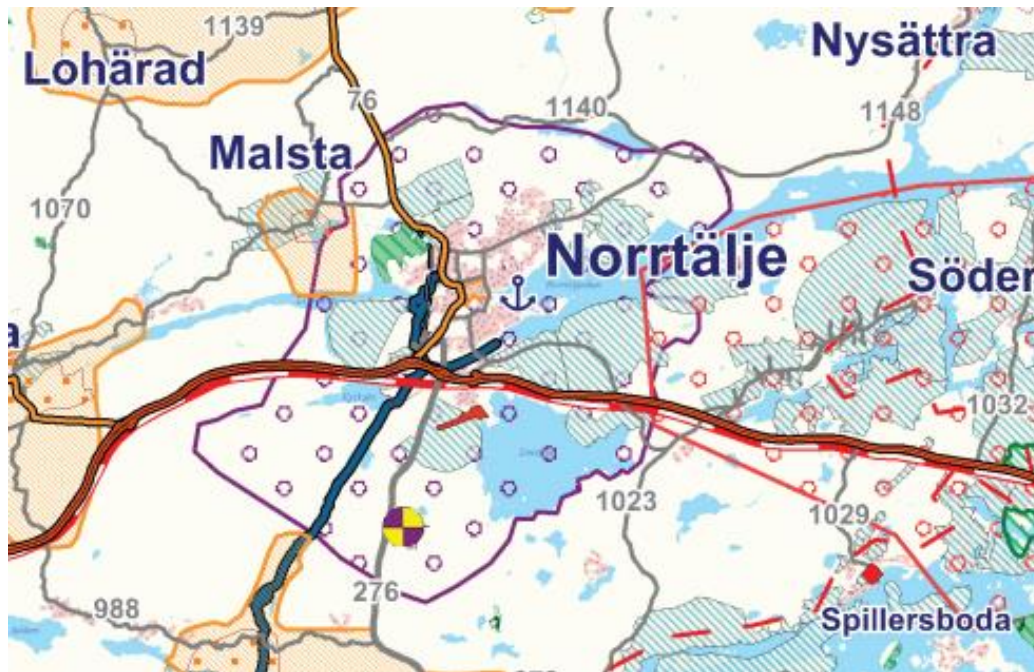 1139
Nysättra
Lohärad
76
1140
1148
Malsta
1070
Norrtälje
Söder
a
1032
1023
1029
276
988
Spillersboda